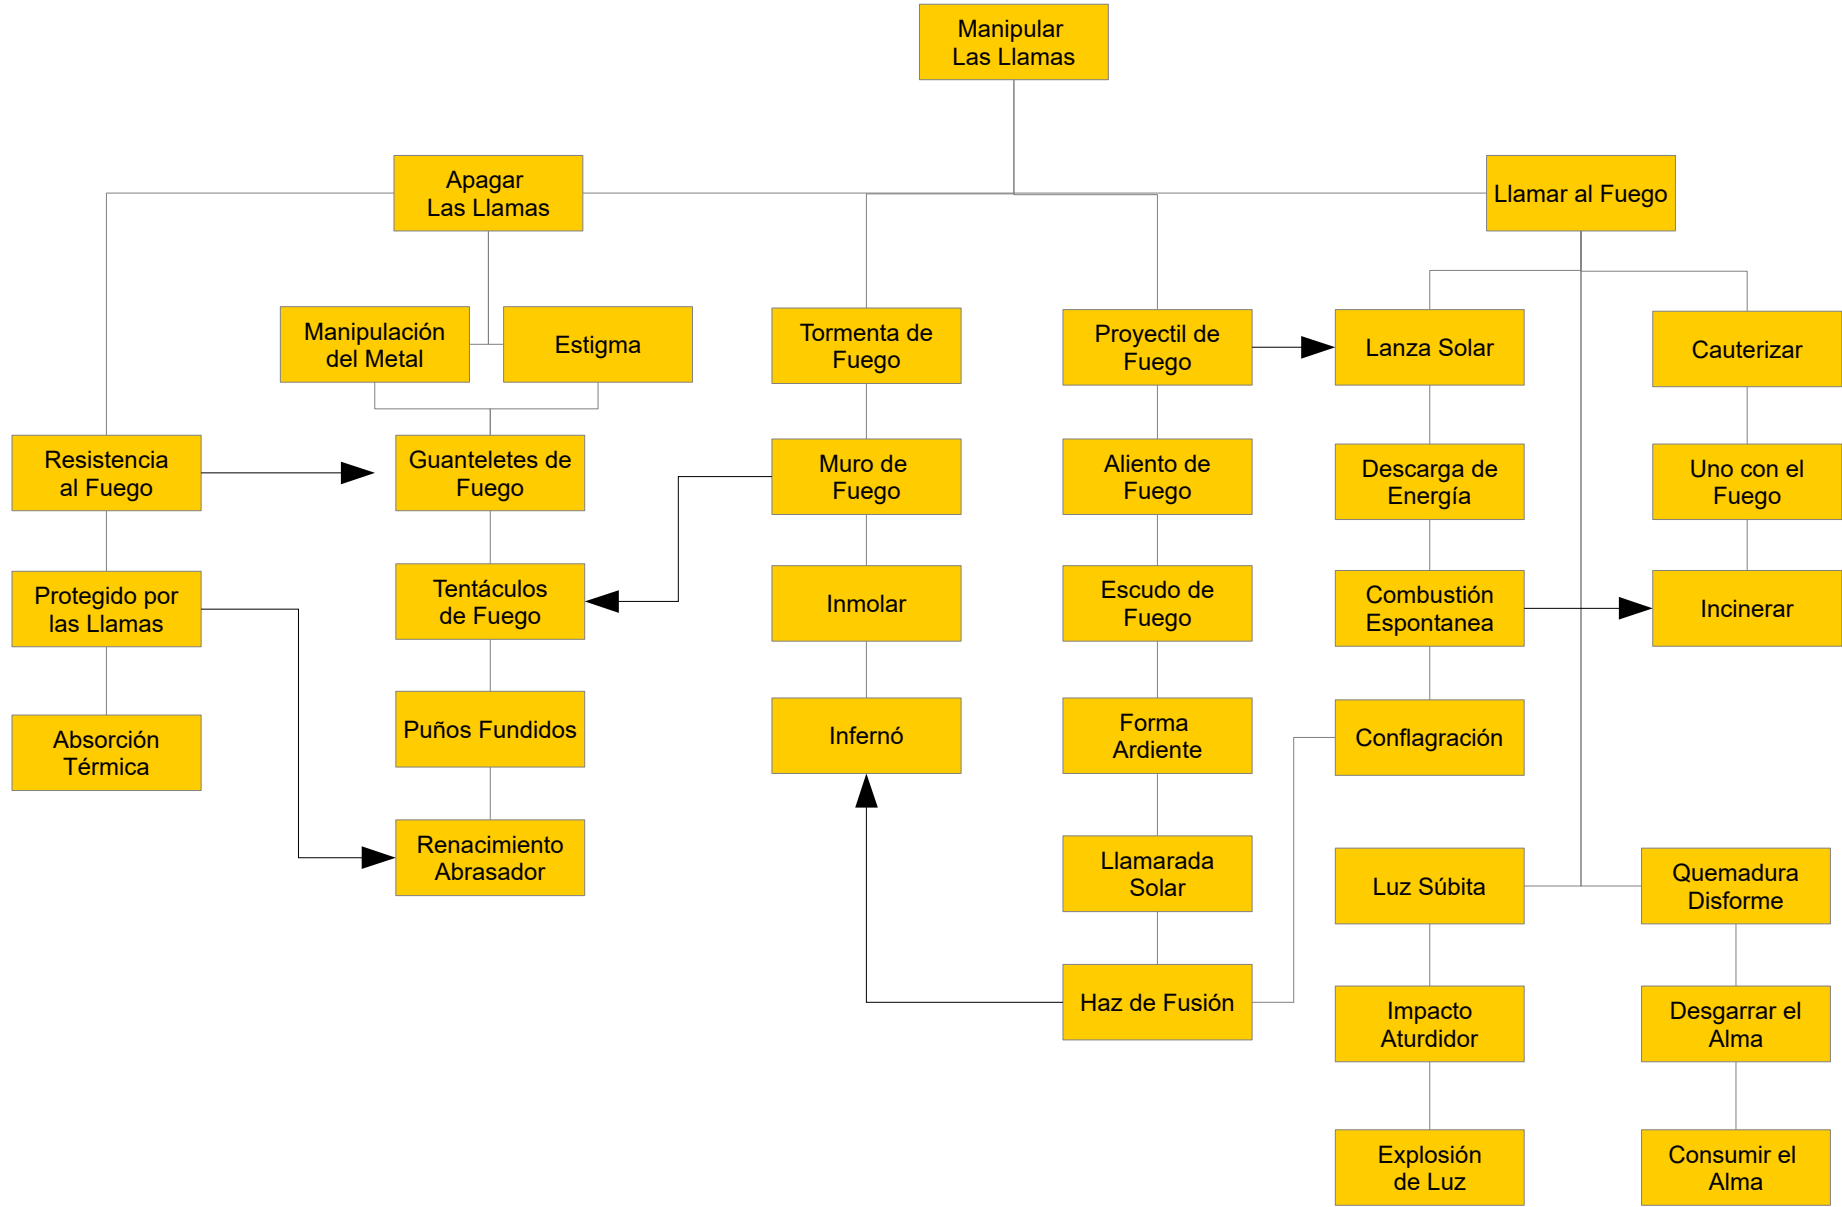 Manipular
Las Llamas
Apagar
Las Llamas
Llamar al Fuego
Manipulación
del Metal
Estigma
Tormenta de
Fuego
Proyectil de
Fuego
Lanza Solar
Cauterizar
Resistencia
al Fuego
Guanteletes de
Fuego
Muro de
Fuego
Aliento de
Fuego
Descarga de
Energía
Uno con el
Fuego
Protegido por
las Llamas
Tentáculos
de Fuego
Inmolar
Escudo de
Fuego
Combustión
Espontanea
Incinerar
Absorción
Térmica
Puños Fundidos
Infernó
Forma
Ardiente
Conflagración
Renacimiento
Abrasador
Llamarada
Solar
Luz Súbita
Quemadura
Disforme
Haz de Fusión
Impacto
Aturdidor
Desgarrar el
Alma
Explosión
de Luz
Consumir el
Alma